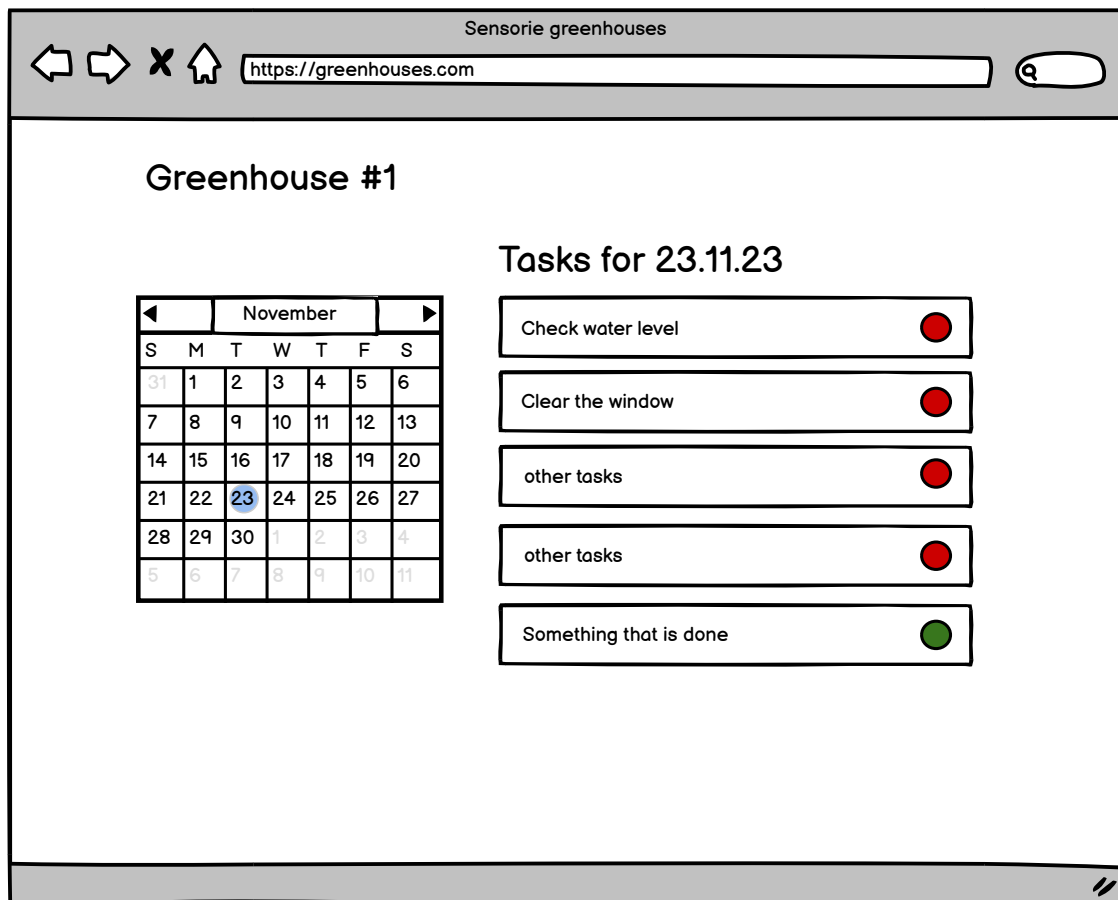 Sensorie greenhouses
https://greenhouses.com
Greenhouse #1
Tasks for 23.11.23
November
S M T W T F S
31 1 2 3 4 5 6
7 8 9 10 11 12 13
14 15 16 17 18 19 20
21 22 23 24 25 26 27
28 29 30 1 2 3 4
5 6 7 8 9 10 11
Check water level
Clear the window
other tasks
other tasks
Something that is done